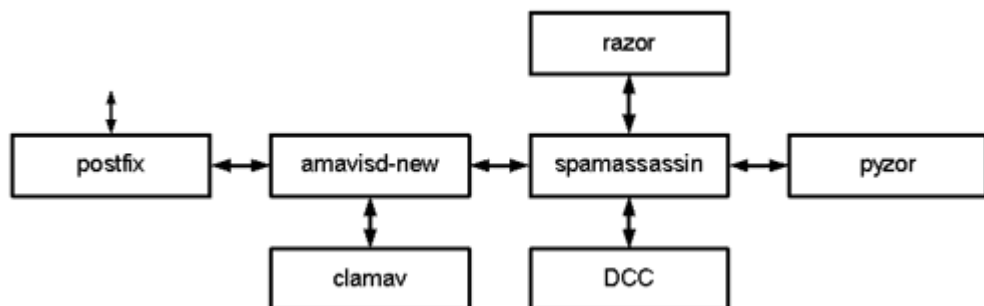 razor
postfix
amavisd-new
spamassassin
pyzor
clamav
DCC